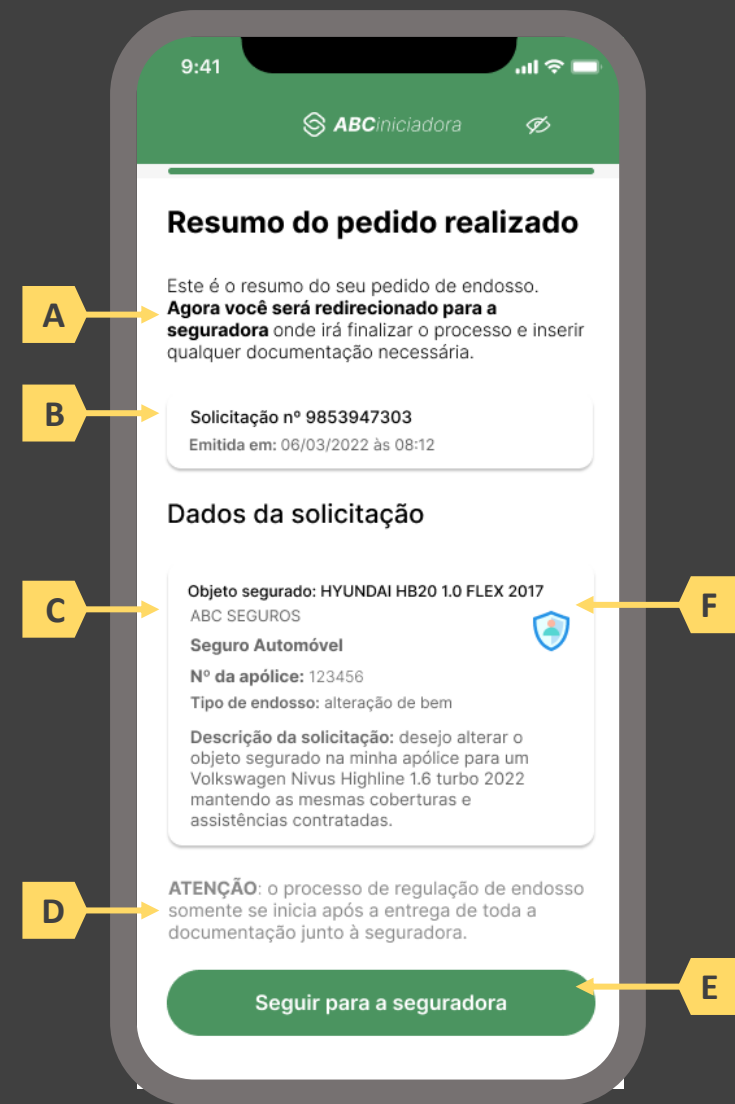 9:41
ABCiniciadora
Resumo do pedido realizado
Este é o resumo do seu pedido de endosso.
A
Agora você será redirecionado para a
seguradora onde irá finalizar o processo e inserir
qualquer documentação necessária.
B
Solicitação nº 9853947303
Emitida em: 06/03/2022 às 08:12
Dados da solicitação
C
Objeto segurado: HYUNDAI HB20 1.0 FLEX 2017
F
ABC SEGUROS
Seguro Automóvel
Nº da apólice: 123456
Tipo de endosso: alteração de bem
Descrição da solicitação: desejo alterar o
objeto segurado na minha apólice para um
Volkswagen Nivus Highline 1.6 turbo 2022
mantendo as mesmas coberturas e
assistências contratadas.
D
ATENÇÃO: o processo de regulação de endosso
somente se inicia após a entrega de toda a
documentação junto à seguradora.
E
Seguir para a seguradora